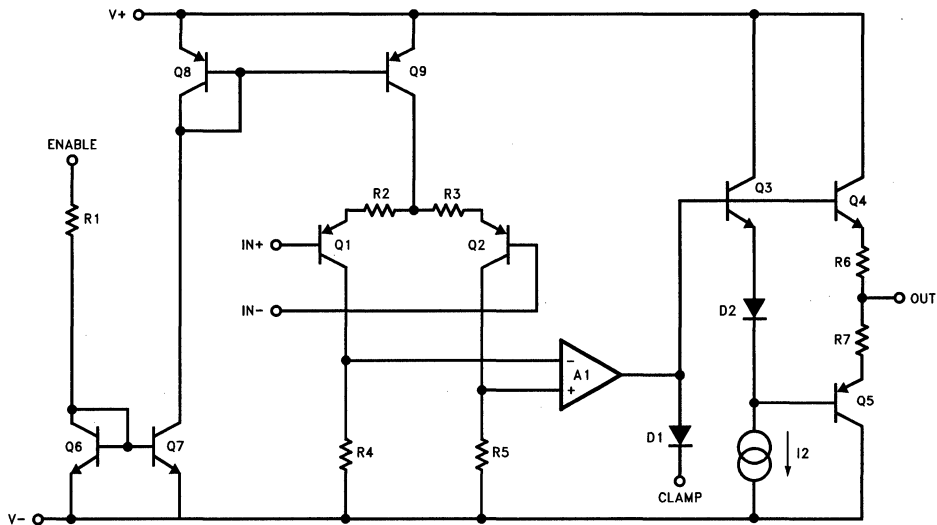 V+
Q8
Q9
ENABLE
R1
R2
R3
Q3
Q4
IN+
Q1
Q2
R6
IN-
D2
OUT
R7
-
A1
+
Q5
Q6
Q7
R4
R5
D1
I2
CLAMP
V-